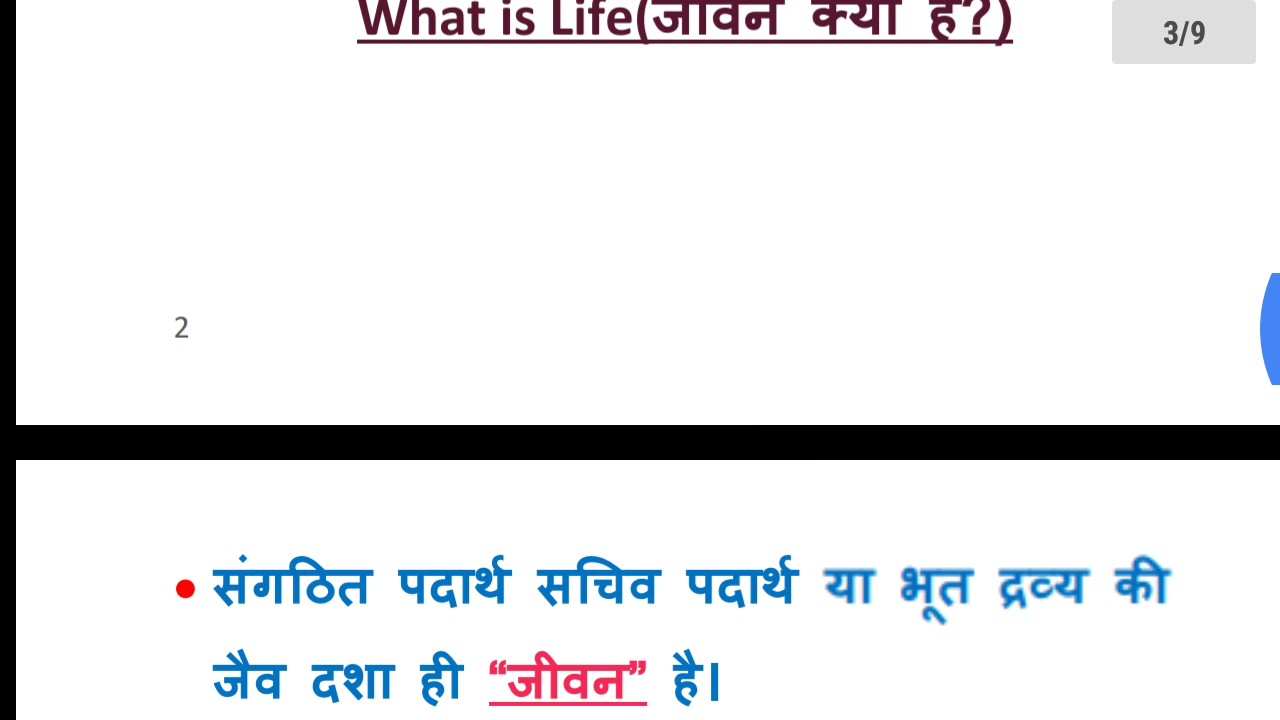 What is Life(जीवन क्या है?)
3/9
2
• संगठित पदार्थ सचिव पदार्थ या भूत द्रव्य की
जैव दशा ही “जीवन” है।